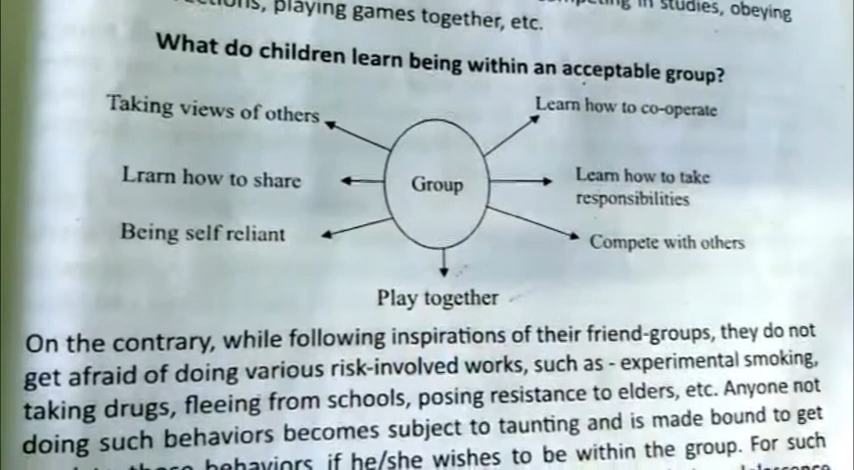 playing games together, etc.
in studies, obeying
What do children learn being within an acceptable group?
Taking views of others
Learn how to co-operate
Lrarn how to share
Group
Learn how to take
responsibilities
Being self reliant
Compete with others
Play together
On the contrary, while following inspirations of their friend-groups, they do not
get afraid of doing various risk-involved works, such as - experimental smoking,
taking drugs, fleeing from schools, posing resistance to elders, etc. Anyone not
doing such behaviors becomes subject to taunting and is made bound to get
behaviors if he/she wishes to be within the group. For such